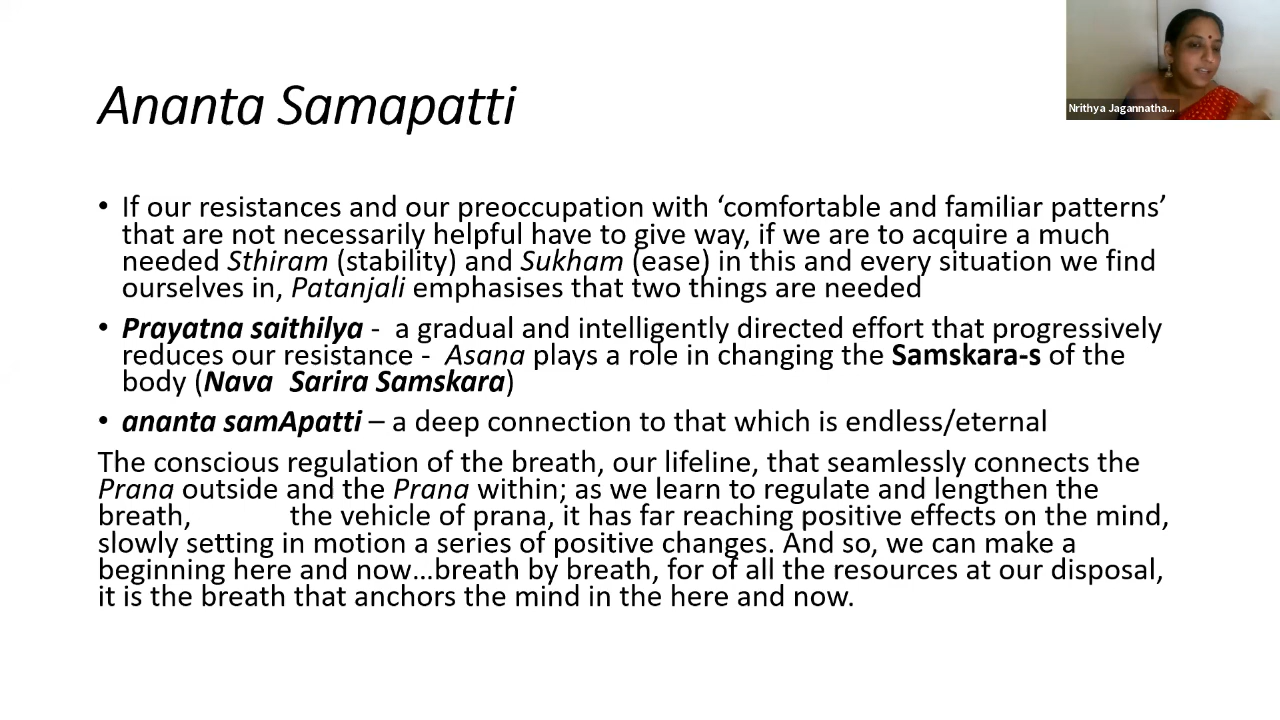 Ananta Samapatti
Nrithya Jagannatha...
• If our resistances and our preoccupation with ‘comfortable and familiar patterns’
that are not necessarily helpful have to give way, if we are to acquire a much
needed Sthiram (stability) and Sukham (ease) in this and every situation we find
ourselves in, Patanjali emphasises that two things are needed
• Prayatna saithilya - a gradual and intelligently directed effort that progressively
reduces our resistance - Asana plays a role in changing the Samskara-s of the
body (Nava Sarira Samskara)
• ananta samApatti – a deep connection to that which is endless/eternal
The conscious regulation of the breath, our lifeline, that seamlessly connects the
Prana outside and the Prana within; as we learn to regulate and lengthen the
breath, the vehicle of prana, it has far reaching positive effects on the mind,
slowly setting in motion a series of positive changes. And so, we can make a
beginning here and now…breath by breath, for of all the resources at our disposal,
it is the breath that anchors the mind in the here and now.